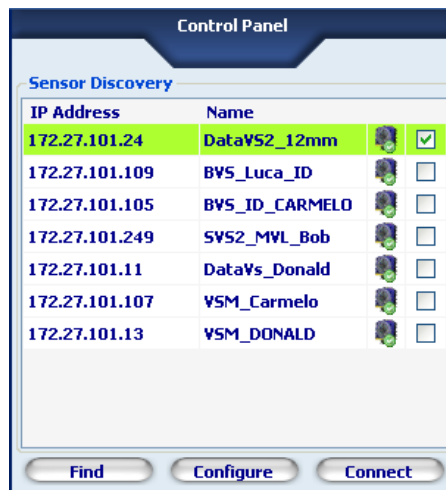 Control Panel
Sensor Discovery
IP Address Name
172.27.101.24 DataVS2_12mm
172.27.101.109 BVS_Luca_ID
172.27.101.105 BVS_ID_CARMELO
172.27.101.249 SVS2_MVL_Bob
172.27.101.11 DataVs_Donald
172.27.101.107 VSM_Carmelo
172.27.101.13 VSM_DONALD
Find Configure Connect